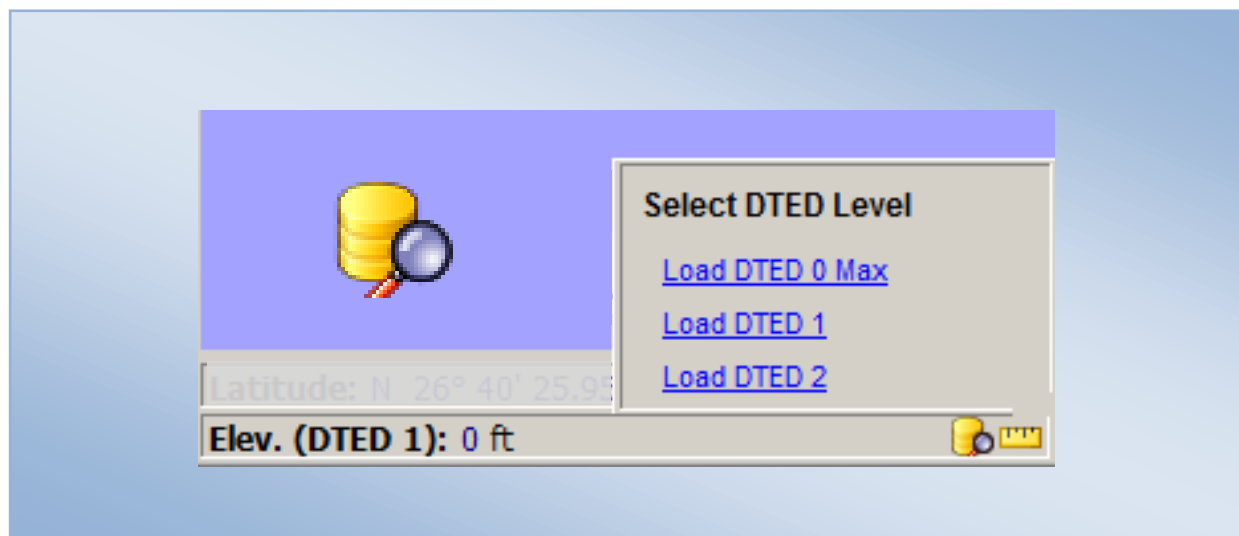 Select DTED Level
Load DTED 0 Max
Load DTED 1
Load DTED 2
Latitude: N 26° 40' 25.95
Elev. (DTED 1): 0 ft